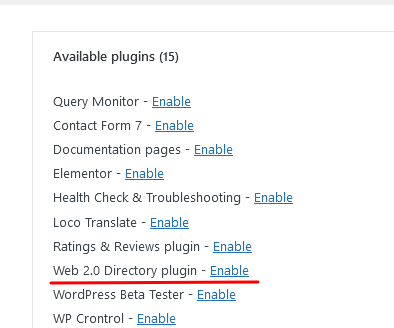 Available plugins (15)
Query Monitor - Enable
Contact Form 7 - Enable
Documentation pages - Enable
Elementor - Enable
Health Check & Troubleshooting - Enable
Loco Translate - Enable
Ratings & Reviews plugin - Enable
Web 2.0 Directory plugin - Enable
WordPress Beta Tester - Enable
WP Crontrol - Enable